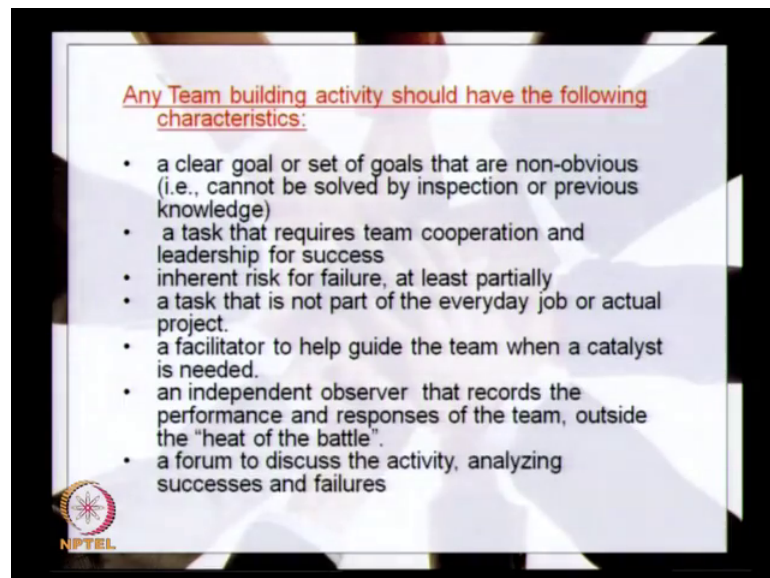 Any Team building activity should have the following
characteristics:
• a clear goal or set of goals that are non-obvious
(i.e., cannot be solved by inspection or previous
knowledge)
• a task that requires team cooperation and
leadership for success
• inherent risk for failure, at least partially
• a task that is not part of the everyday job or actual
project.
• a facilitator to help guide the team when a catalyst
is needed.
• an independent observer that records the
performance and responses of the team, outside
the “heat of the battle”.
• a forum to discuss the activity, analyzing
successes and failures
NPTEL